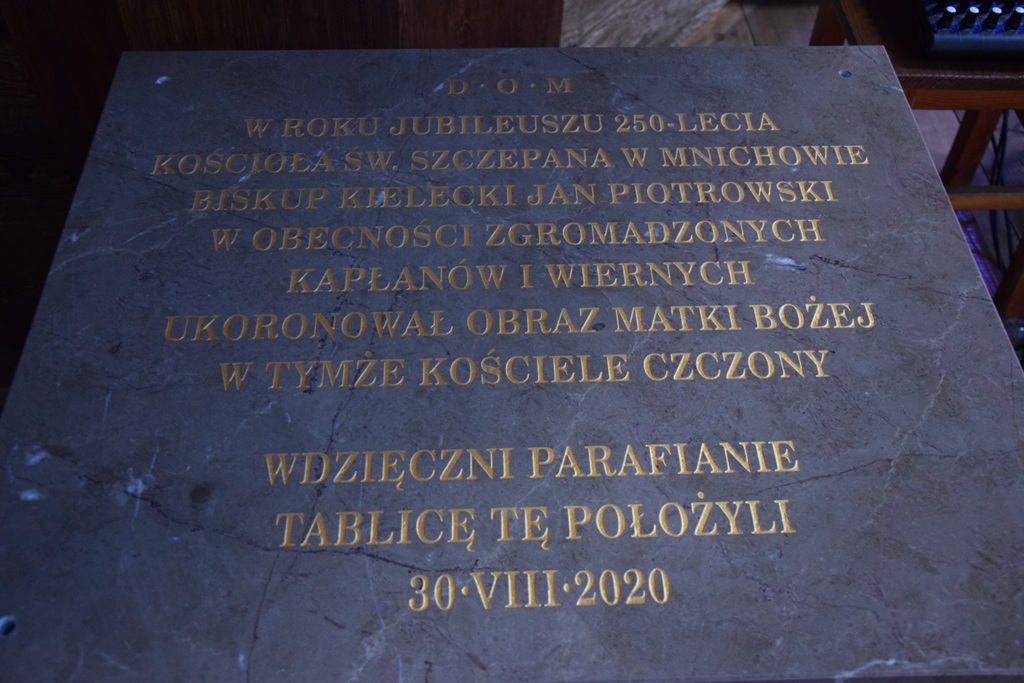 D·O·M
W ROKU JUBILEUSZU 250-LECIA
KOŚCIOŁA ŚW. SZCZEPANA W MNICHOWIE
BISKUP KIELECKI JAN PIOTROWSKI
W OBECNOŚCI ZGROMADZONYCH
KAPŁANÓW I WIERNYCH
UKORONOWAŁ OBRAZ MATKI BOŻEJ
W TYMŻE KOŚCIELE CZCZONY
WDZIĘCZNI PARAFIANIE
TABLICĘ TĘ POŁOŻYLI
30·VIII·2020